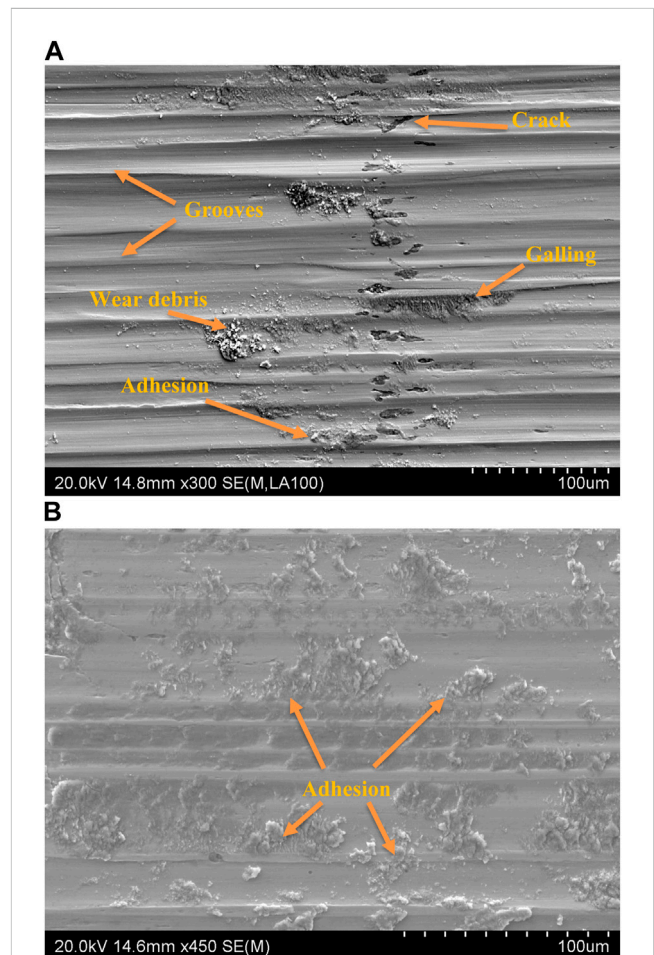 A
Crack
Grooves
Galling
Wear debris
Adhesion
20.0kV 14.8mm x300 SE(M,LA100)
100um
B
Adhesion
20.0kV 14.6mm x450 SE(M)
100um